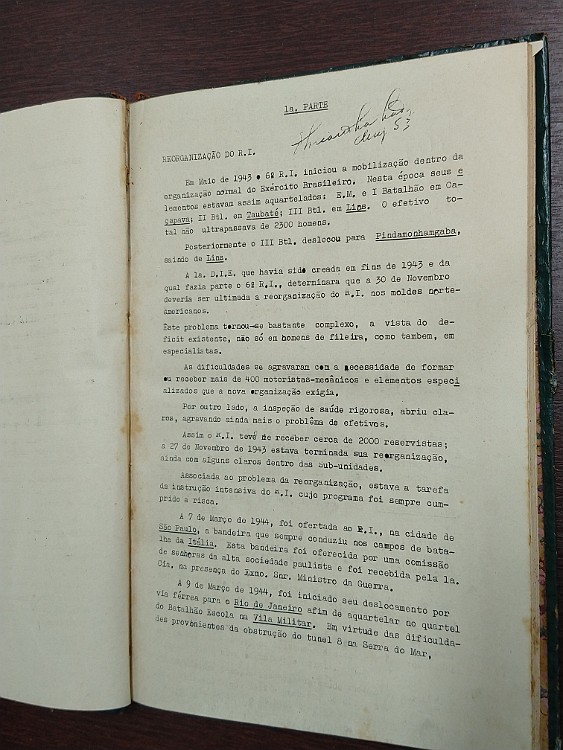 1a. PARTE
53
REORGANIZAÇÃO DO R.I.
Em Maio de 1943 o 6º R.I. iniciou a mobilização dentro da
organização normal do Exército Brasileiro. Nesta época seus e
lementos estavam assim aquartelados: E.M. e I Batalhão em Ca-
çapava; II Btl. em Taubaté; III Btl. em Lins. O efetivo to-
tal não ultrapassava de 2300 homens.
Posteriormente o III Btl. deslocou para Pindamonhamgaba,
saindo de Lins.
A 1a. D.I.E. que havia sido creada em fins de 1943 e da
qual fazia parte o 6º R.I., determinara que a 30 de Novembro
deveria ser ultimada a reorganização do R.I. nos moldes norte-
americanos.
Este problema tornou-se bastante complexo, a vista do de-
ficit existente, não só em homens de fileira, como tambem, em
especialistas.
As dificuldades se agravaram com a necessidade de formar
ou receber mais de 400 motoristas-mecânicos e elementos especi
alizados que a nova organização exigia.
Por outro lado, a inspeção de saúde rigorosa, abriu cla-
ros, agravando ainda mais o problêma de efetivos.
Assim o R.I. teve de receber cerca de 2000 reservistas;
a 27 de Novembro de 1943 estava terminada sua reorganização,
ainda com alguns claros dentro das sub-unidades.
Associada ao problema da reorganização, estava a tarefa
da instrução intensiva do R.I. cujo programa foi sempre cum-
prido a risca.
A 7 de Março de 1944, foi ofertada ao R.I., na cidade de
São Paulo, a bandeira que sempre conduziu nos campos de bata-
lha da Itália. Esta bandeira foi oferecida por uma comissão
de senhoras da alta sociedade paulista e foi recebida pela 1a.
Cia. na presença do Exmo. Snr. Ministro da Guerra.
A 9 de Março de 1944, foi iniciado seu deslocamento por
via férrea para o Rio de Janeiro afim de aquartelar no quartel
do Batalhão Escola na Vila Militar. Em virtude das dificulda-
des provenientes da obstrução do tunel 8 na Serra do Mar,